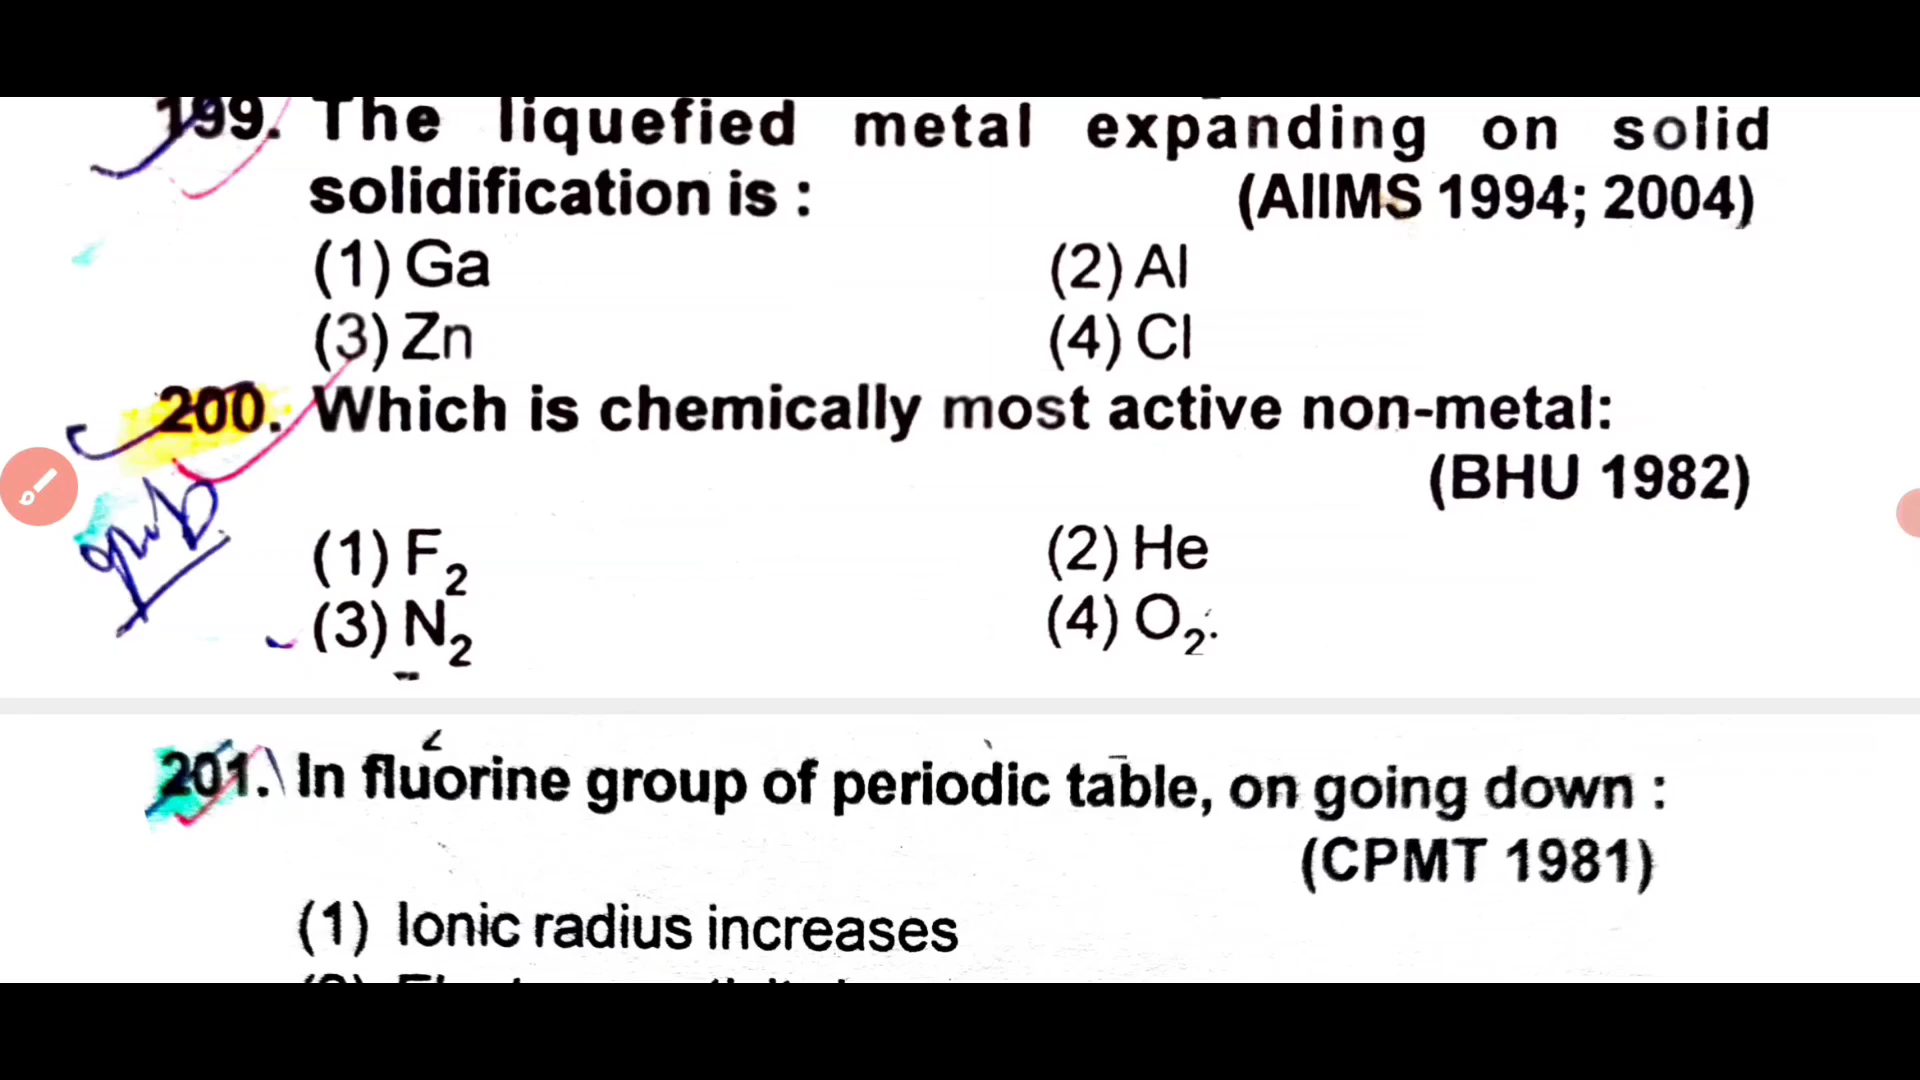 199. The liquefied metal expanding on solid
solidification is : (AIIMS 1994; 2004)
(1) Ga (2) Al
(3) Zn (4) Cl
200. Which is chemically most active non-metal:
(BHU 1982)
(1) F₂ (2) He
(3) N₂ (4) O₂.
201. In fluorine group of periodic table, on going down :
(CPMT 1981)
(1) Ionic radius increases